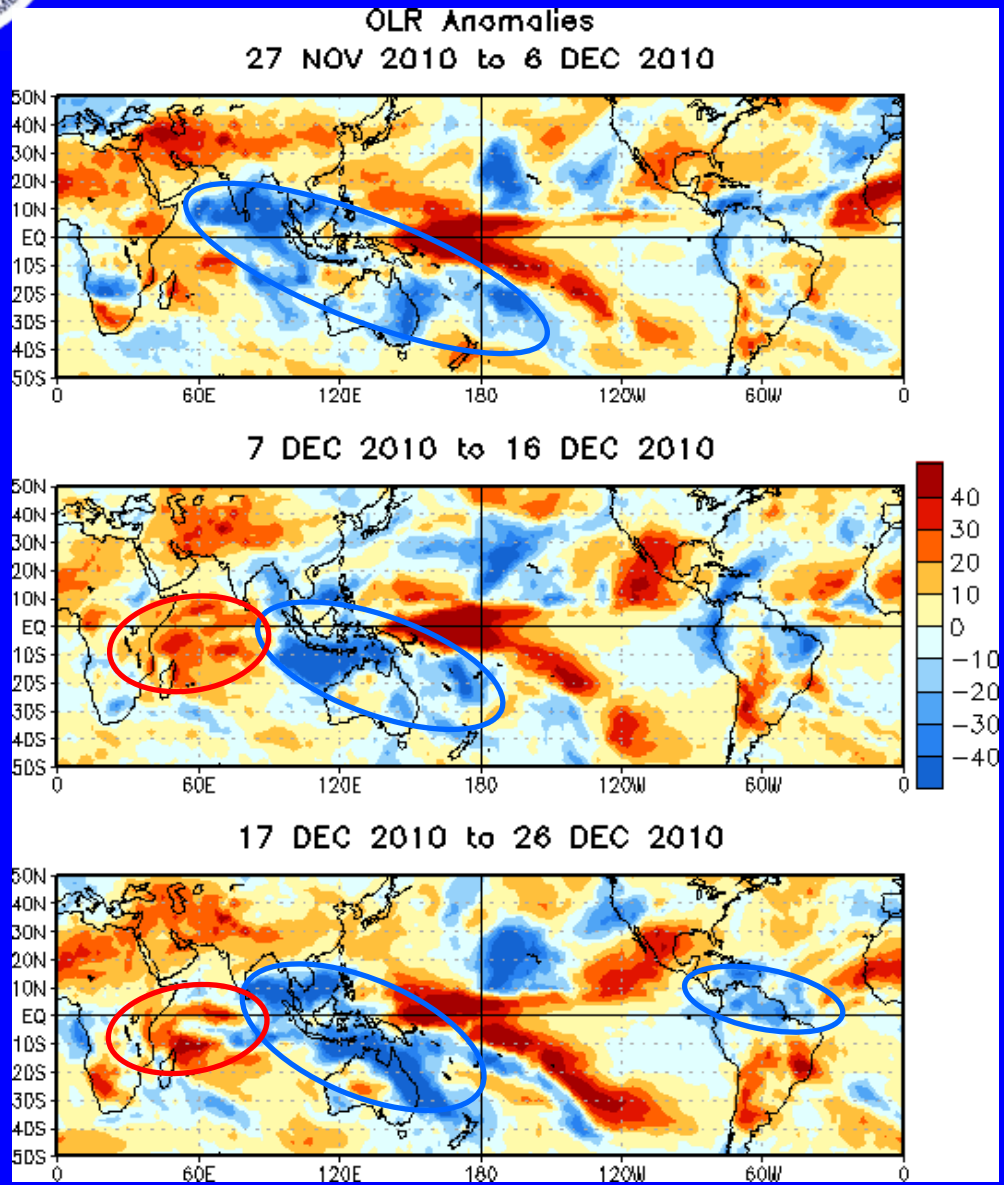 OLR Anomalies
27 NOV 2010 to 6 DEC 2010
50N
40N
30N
20N
10N
EQ
10S
20S
30S
40S
50S
0 60E 120E 180 120W 60W 0
7 DEC 2010 to 16 DEC 2010
50N
40N
30N
20N
10N
EQ
10S
20S
30S
40S
50S
0 60E 120E 180 120W 60W 0
40
30
20
10
0
−10
−20
−30
−40
17 DEC 2010 to 26 DEC 2010
50N
40N
30N
20N
10N
EQ
10S
20S
30S
40S
50S
0 60E 120E 180 120W 60W 0